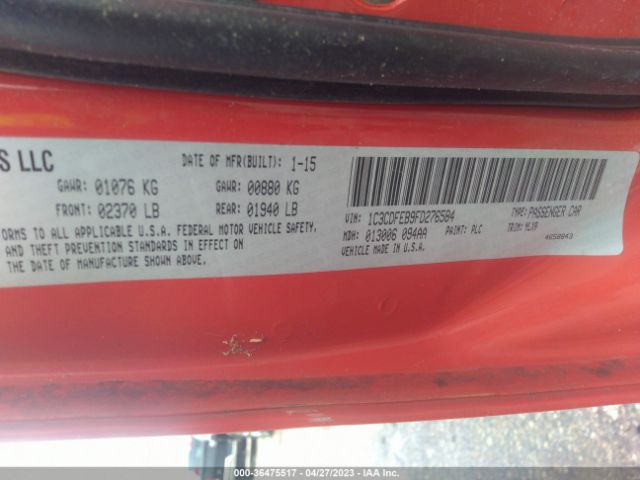 S LLC
DATE OF MFR(BUILT): 1-15
GAWR: 01076 KG GAWR: 00880 KG
FRONT: 02370 LB REAR: 01940 LB
ORMS TO ALL APPLICABLE U.S.A. FEDERAL MOTOR VEHICLE SAFETY,
AND THEFT PREVENTION STANDARDS IN EFFECT ON
THE DATE OF MANUFACTURE SHOWN ABOVE.
VIN: 1C3CDFEB9FD276584 TYPE: PASSENGER CAR
MDH: 013006 094AA PAINT: PLC TRIM:
VEHICLE MADE IN U.S.A. 4658843
000-36475517 - 04/27/2023 - IAA Inc.